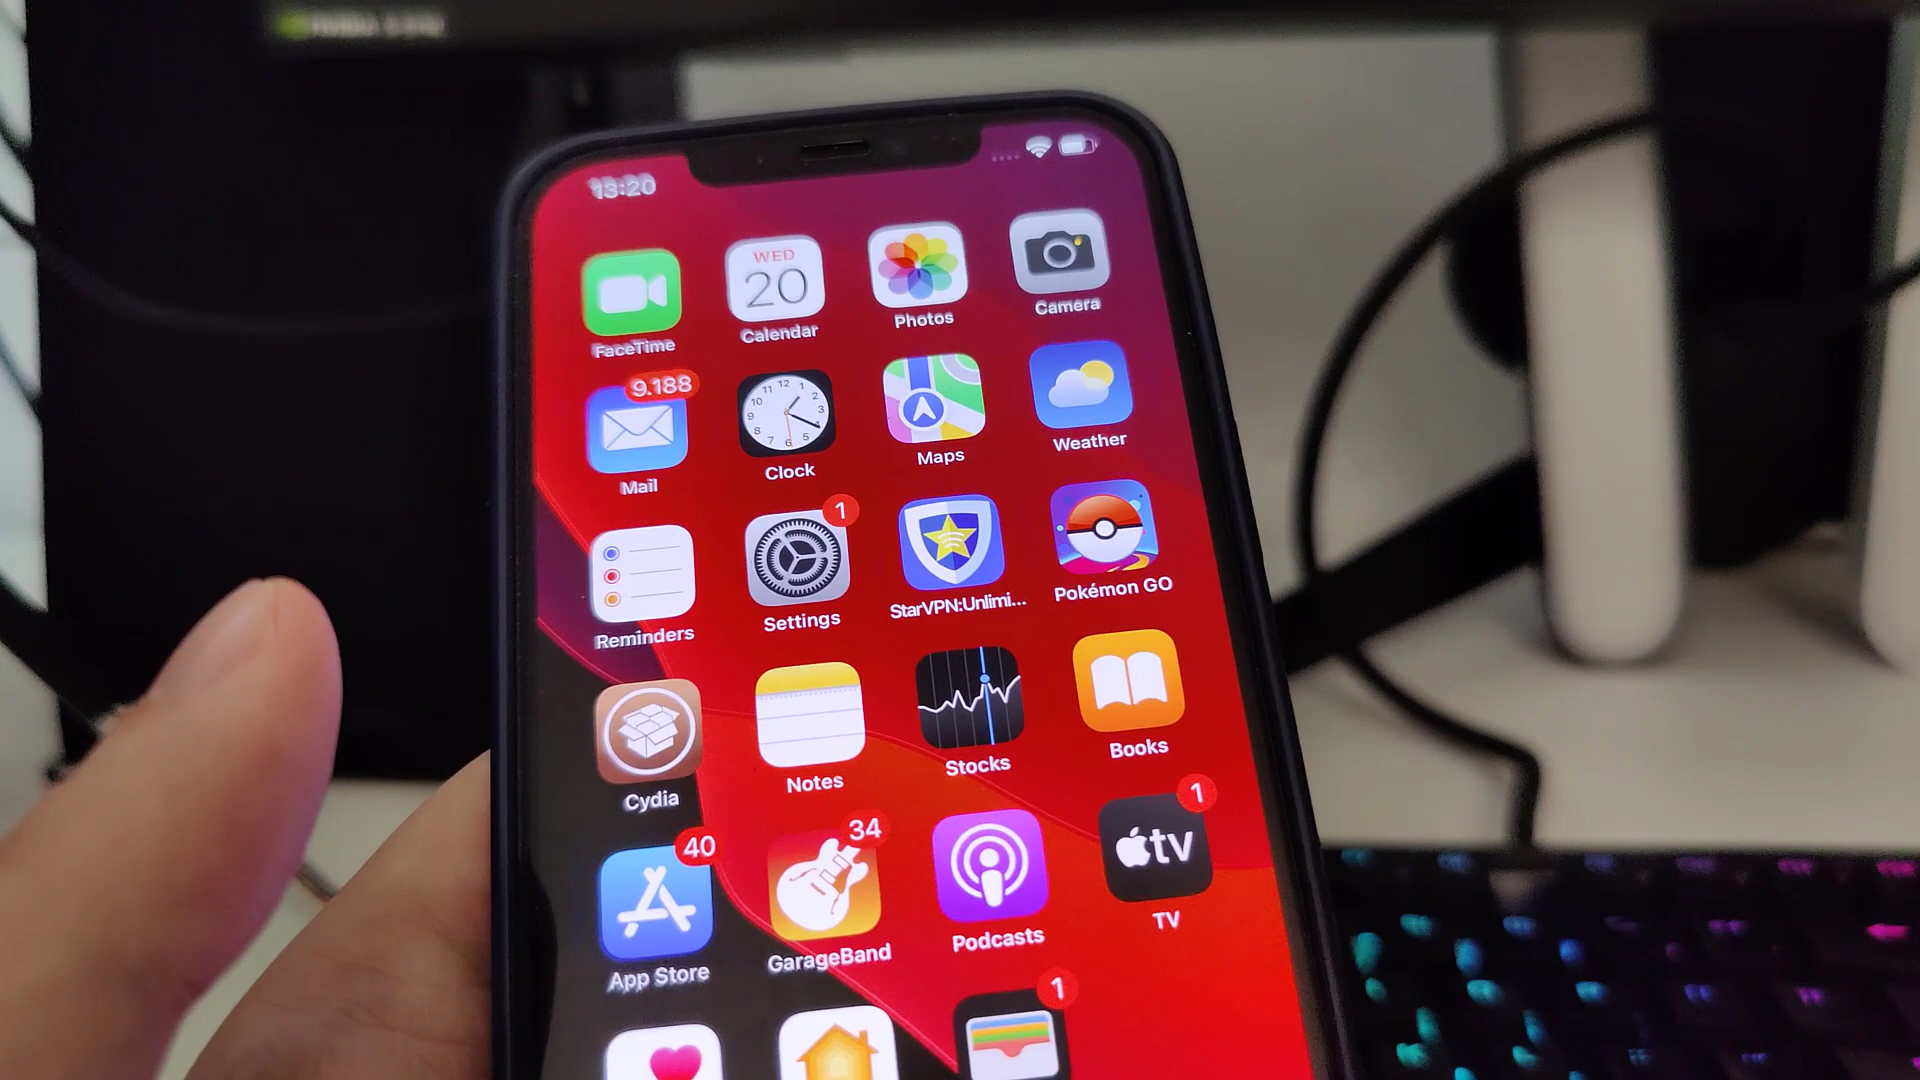 13:20
WED
20
FaceTime
Calendar
Photos
Camera
9.188
Mail
Clock
Maps
Weather
1
Reminders
Settings
StarVPN:Unlimi...
Pokémon GO
Cydia
Notes
Stocks
Books
40
34
1
tv
App Store
GarageBand
Podcasts
TV
1